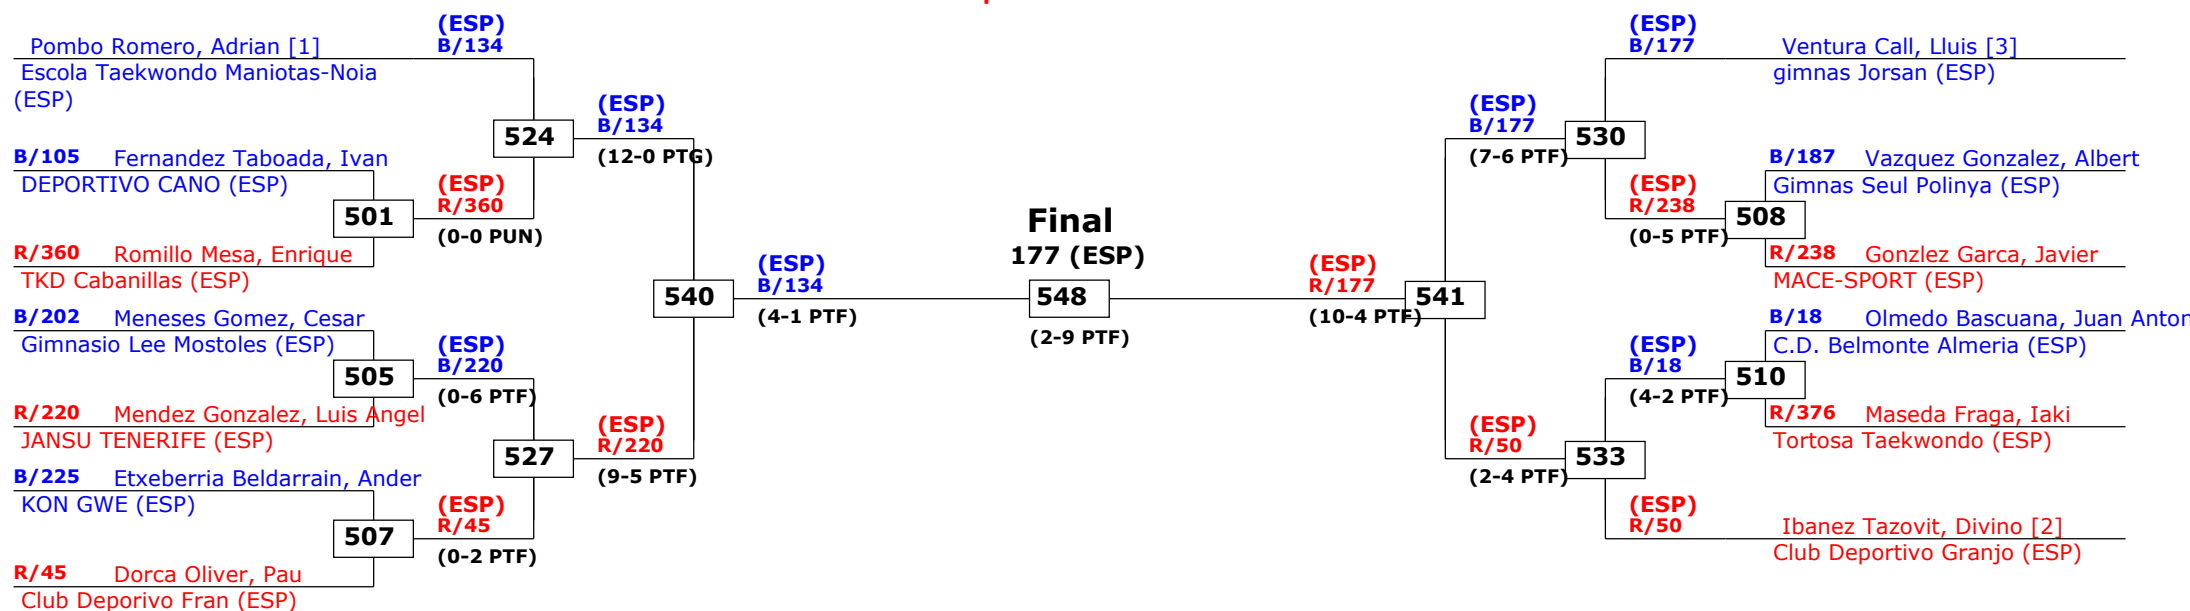 (ESP)
B/134
Pombo Romero, Adrian [1]
Escola Taekwondo Maniotas-Noia
(ESP)
524
(ESP)
B/134
(12-0 PTG)
B/105 Fernandez Taboada, Ivan
DEPORTIVO CANO (ESP)
501
(ESP)
R/360
(0-0 PUN)
R/360 Romillo Mesa, Enrique
TKD Cabanillas (ESP)
540
(ESP)
B/134
(4-1 PTF)
B/202 Meneses Gomez, Cesar
Gimnasio Lee Mostoles (ESP)
505
(ESP)
B/220
(0-6 PTF)
R/220 Mendez Gonzalez, Luis Angel
JANSU TENERIFE (ESP)
527
(ESP)
R/220
(9-5 PTF)
B/225 Etxeberria Beldarrain, Ander
KON GWE (ESP)
507
(ESP)
R/45
(0-2 PTF)
R/45 Dorca Oliver, Pau
Club Deporivo Fran (ESP)
Final
177 (ESP)
548
(2-9 PTF)
(ESP)
R/177
(10-4 PTF)
541
(ESP)
B/177
(7-6 PTF)
530
(ESP)
B/177
Ventura Call, Lluis [3]
gimnas Jorsan (ESP)
B/187 Vazquez Gonzalez, Albert
Gimnas Seul Polinya (ESP)
(ESP)
R/238
(0-5 PTF)
508
R/238 Gonzlez Garca, Javier
MACE-SPORT (ESP)
B/18 Olmedo Bascuana, Juan Anton
C.D. Belmonte Almeria (ESP)
(ESP)
B/18
(4-2 PTF)
510
R/376 Maseda Fraga, Iaki
Tortosa Taekwondo (ESP)
(ESP)
R/50
(2-4 PTF)
533
(ESP)
R/50
Ibanez Tazovit, Divino [2]
Club Deportivo Granjo (ESP)